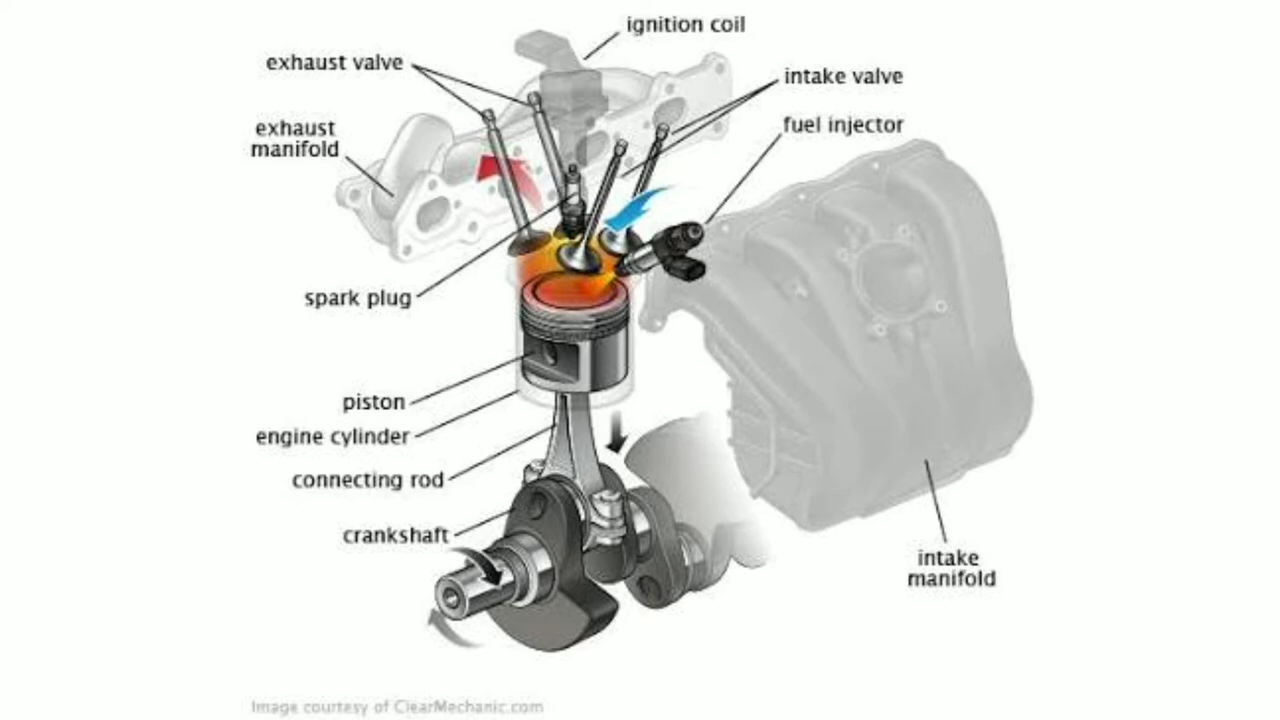 ignition coil
exhaust valve
intake valve
exhaust
manifold
fuel injector
spark plug
piston
engine cylinder
connecting rod
crankshaft
intake
manifold
Image courtesy of ClearMechanic.com